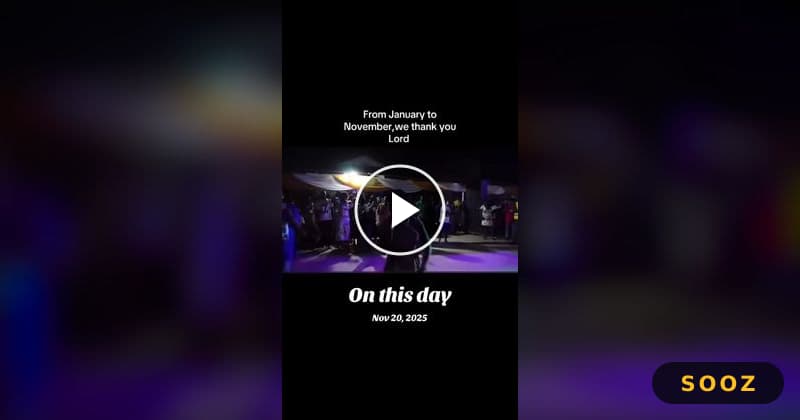 From January to
November,we thank you
Lord
On this day
Nov 20, 2025
SOOZ